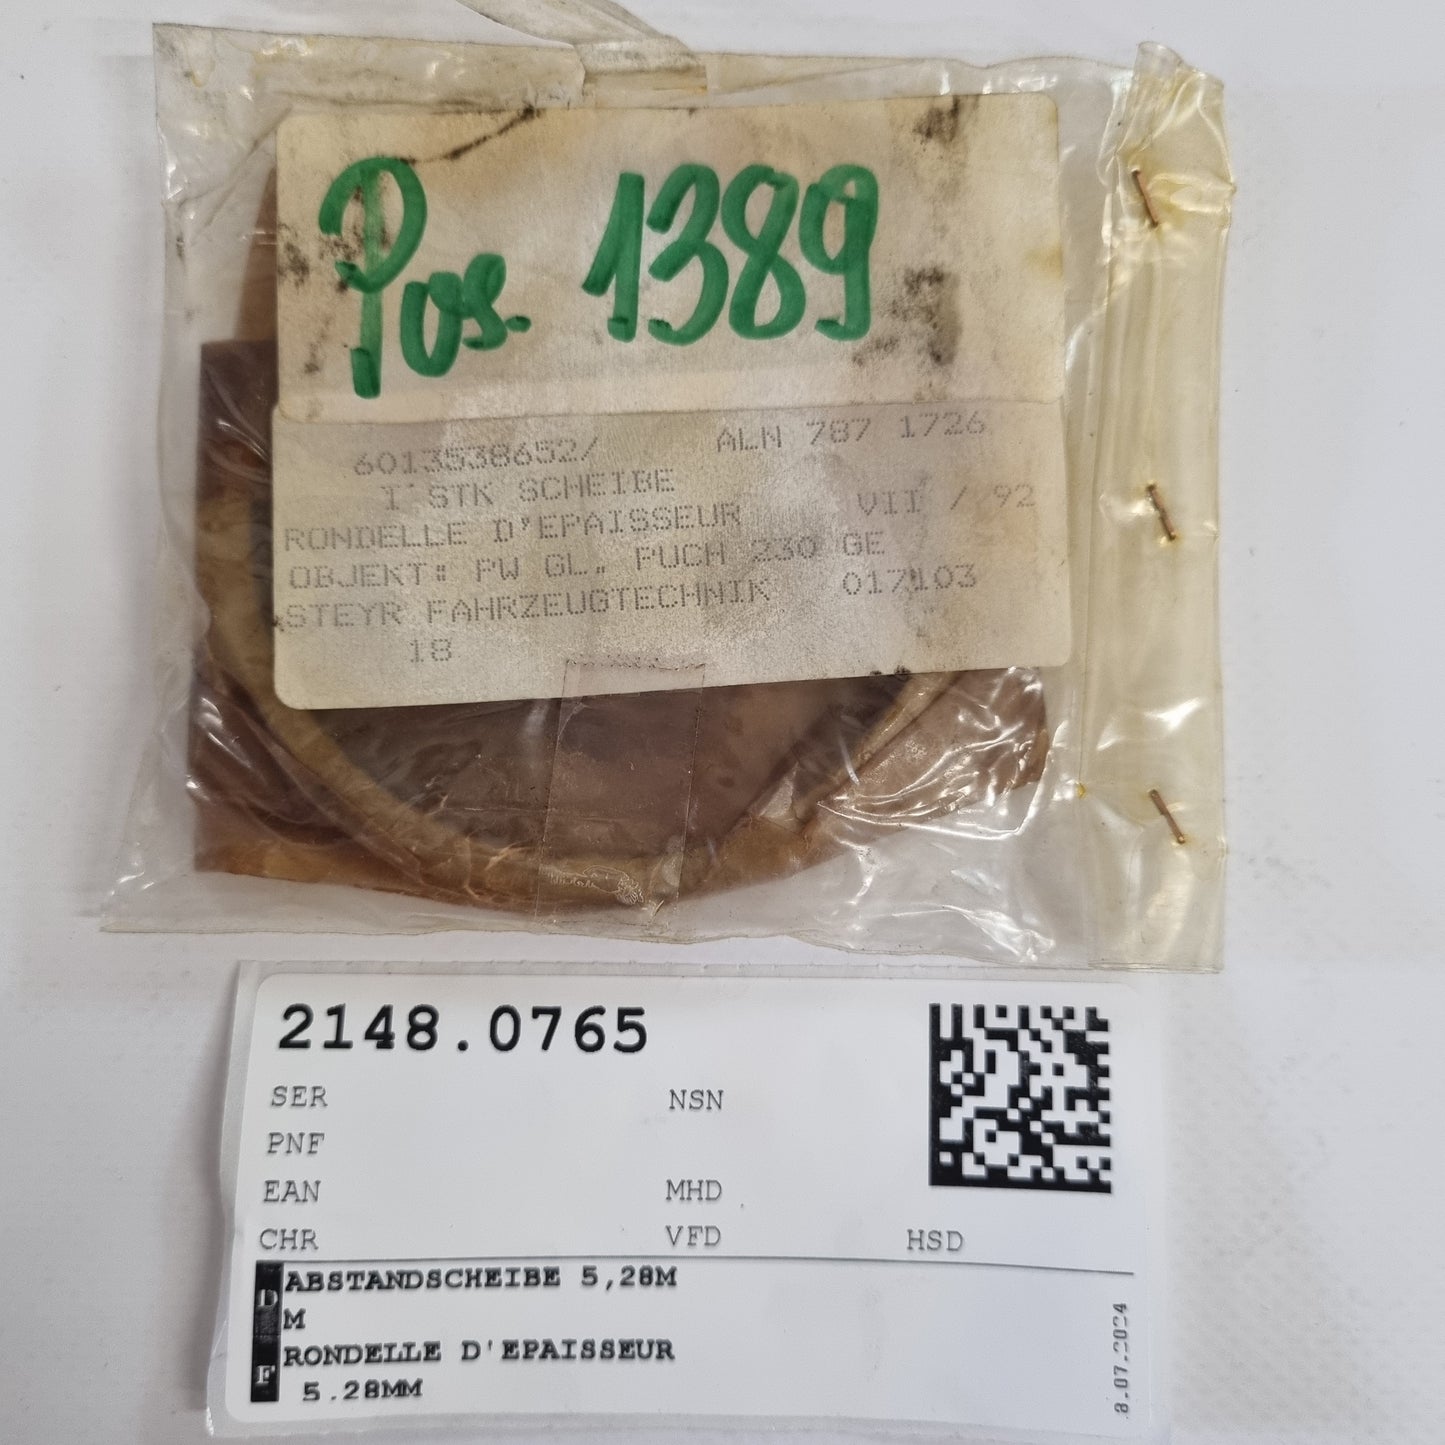 Pos. 1389
6013538652/ ALN 787 1726
1 STK SCHEIBE
RONDELLE D'EPAISSEUR VII / 92
OBJEKT: PW GL. PUCH 230 GE
STEYR FAHRZEUGTECHNIK 017103
18
2148.0765
SER NSN
PNF
EAN MHD
CHR VFD HSD
D ABSTANDSCHEIBE 5,28M
M
F RONDELLE D'EPAISSEUR
5.28MM
8.07.2024